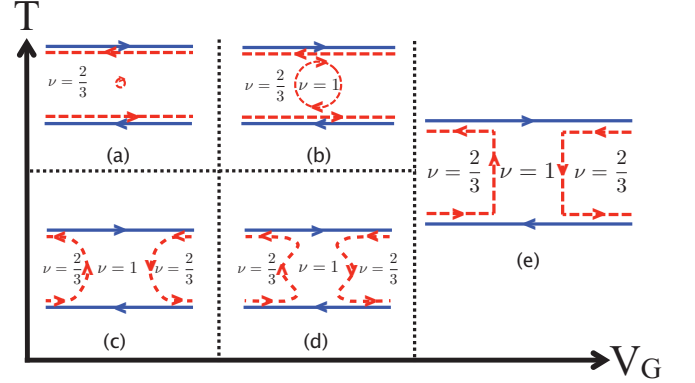 T
ν = 2/3
(a)
ν = 2/3 ν = 1
(b)
ν = 2/3 ν = 1 ν = 2/3
(e)
ν = 2/3 ν = 1 ν = 2/3
(c)
ν = 2/3 ν = 1 ν = 2/3
(d)
V_G